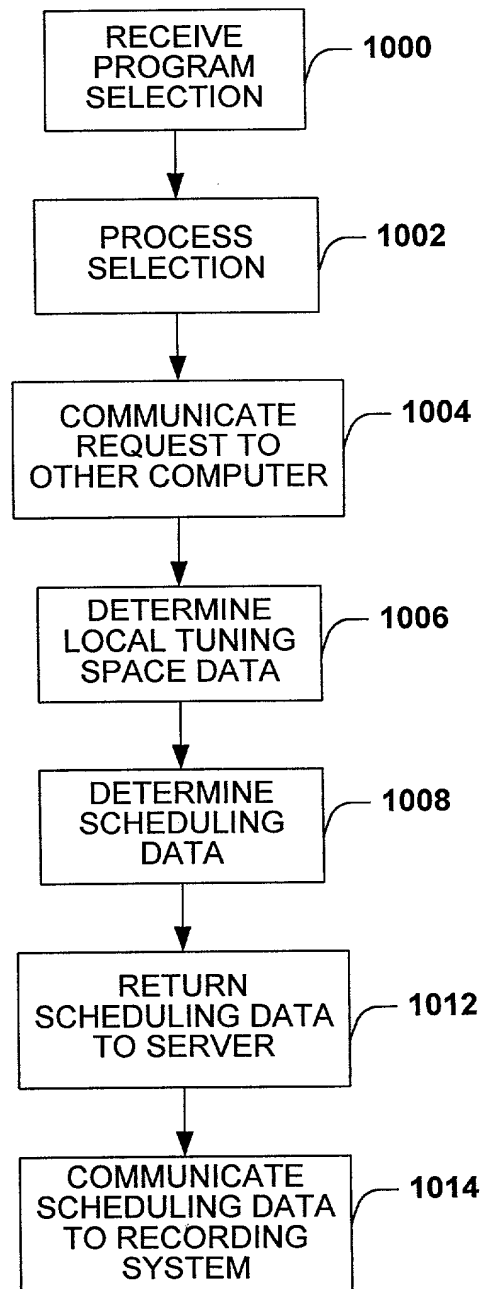 RECEIVE
PROGRAM
SELECTION
1000
PROCESS
SELECTION
1002
COMMUNICATE
REQUEST TO
OTHER COMPUTER
1004
DETERMINE
LOCAL TUNING
SPACE DATA
1006
DETERMINE
SCHEDULING
DATA
1008
RETURN
SCHEDULING DATA
TO SERVER
1012
COMMUNICATE
SCHEDULING DATA
TO RECORDING
SYSTEM
1014